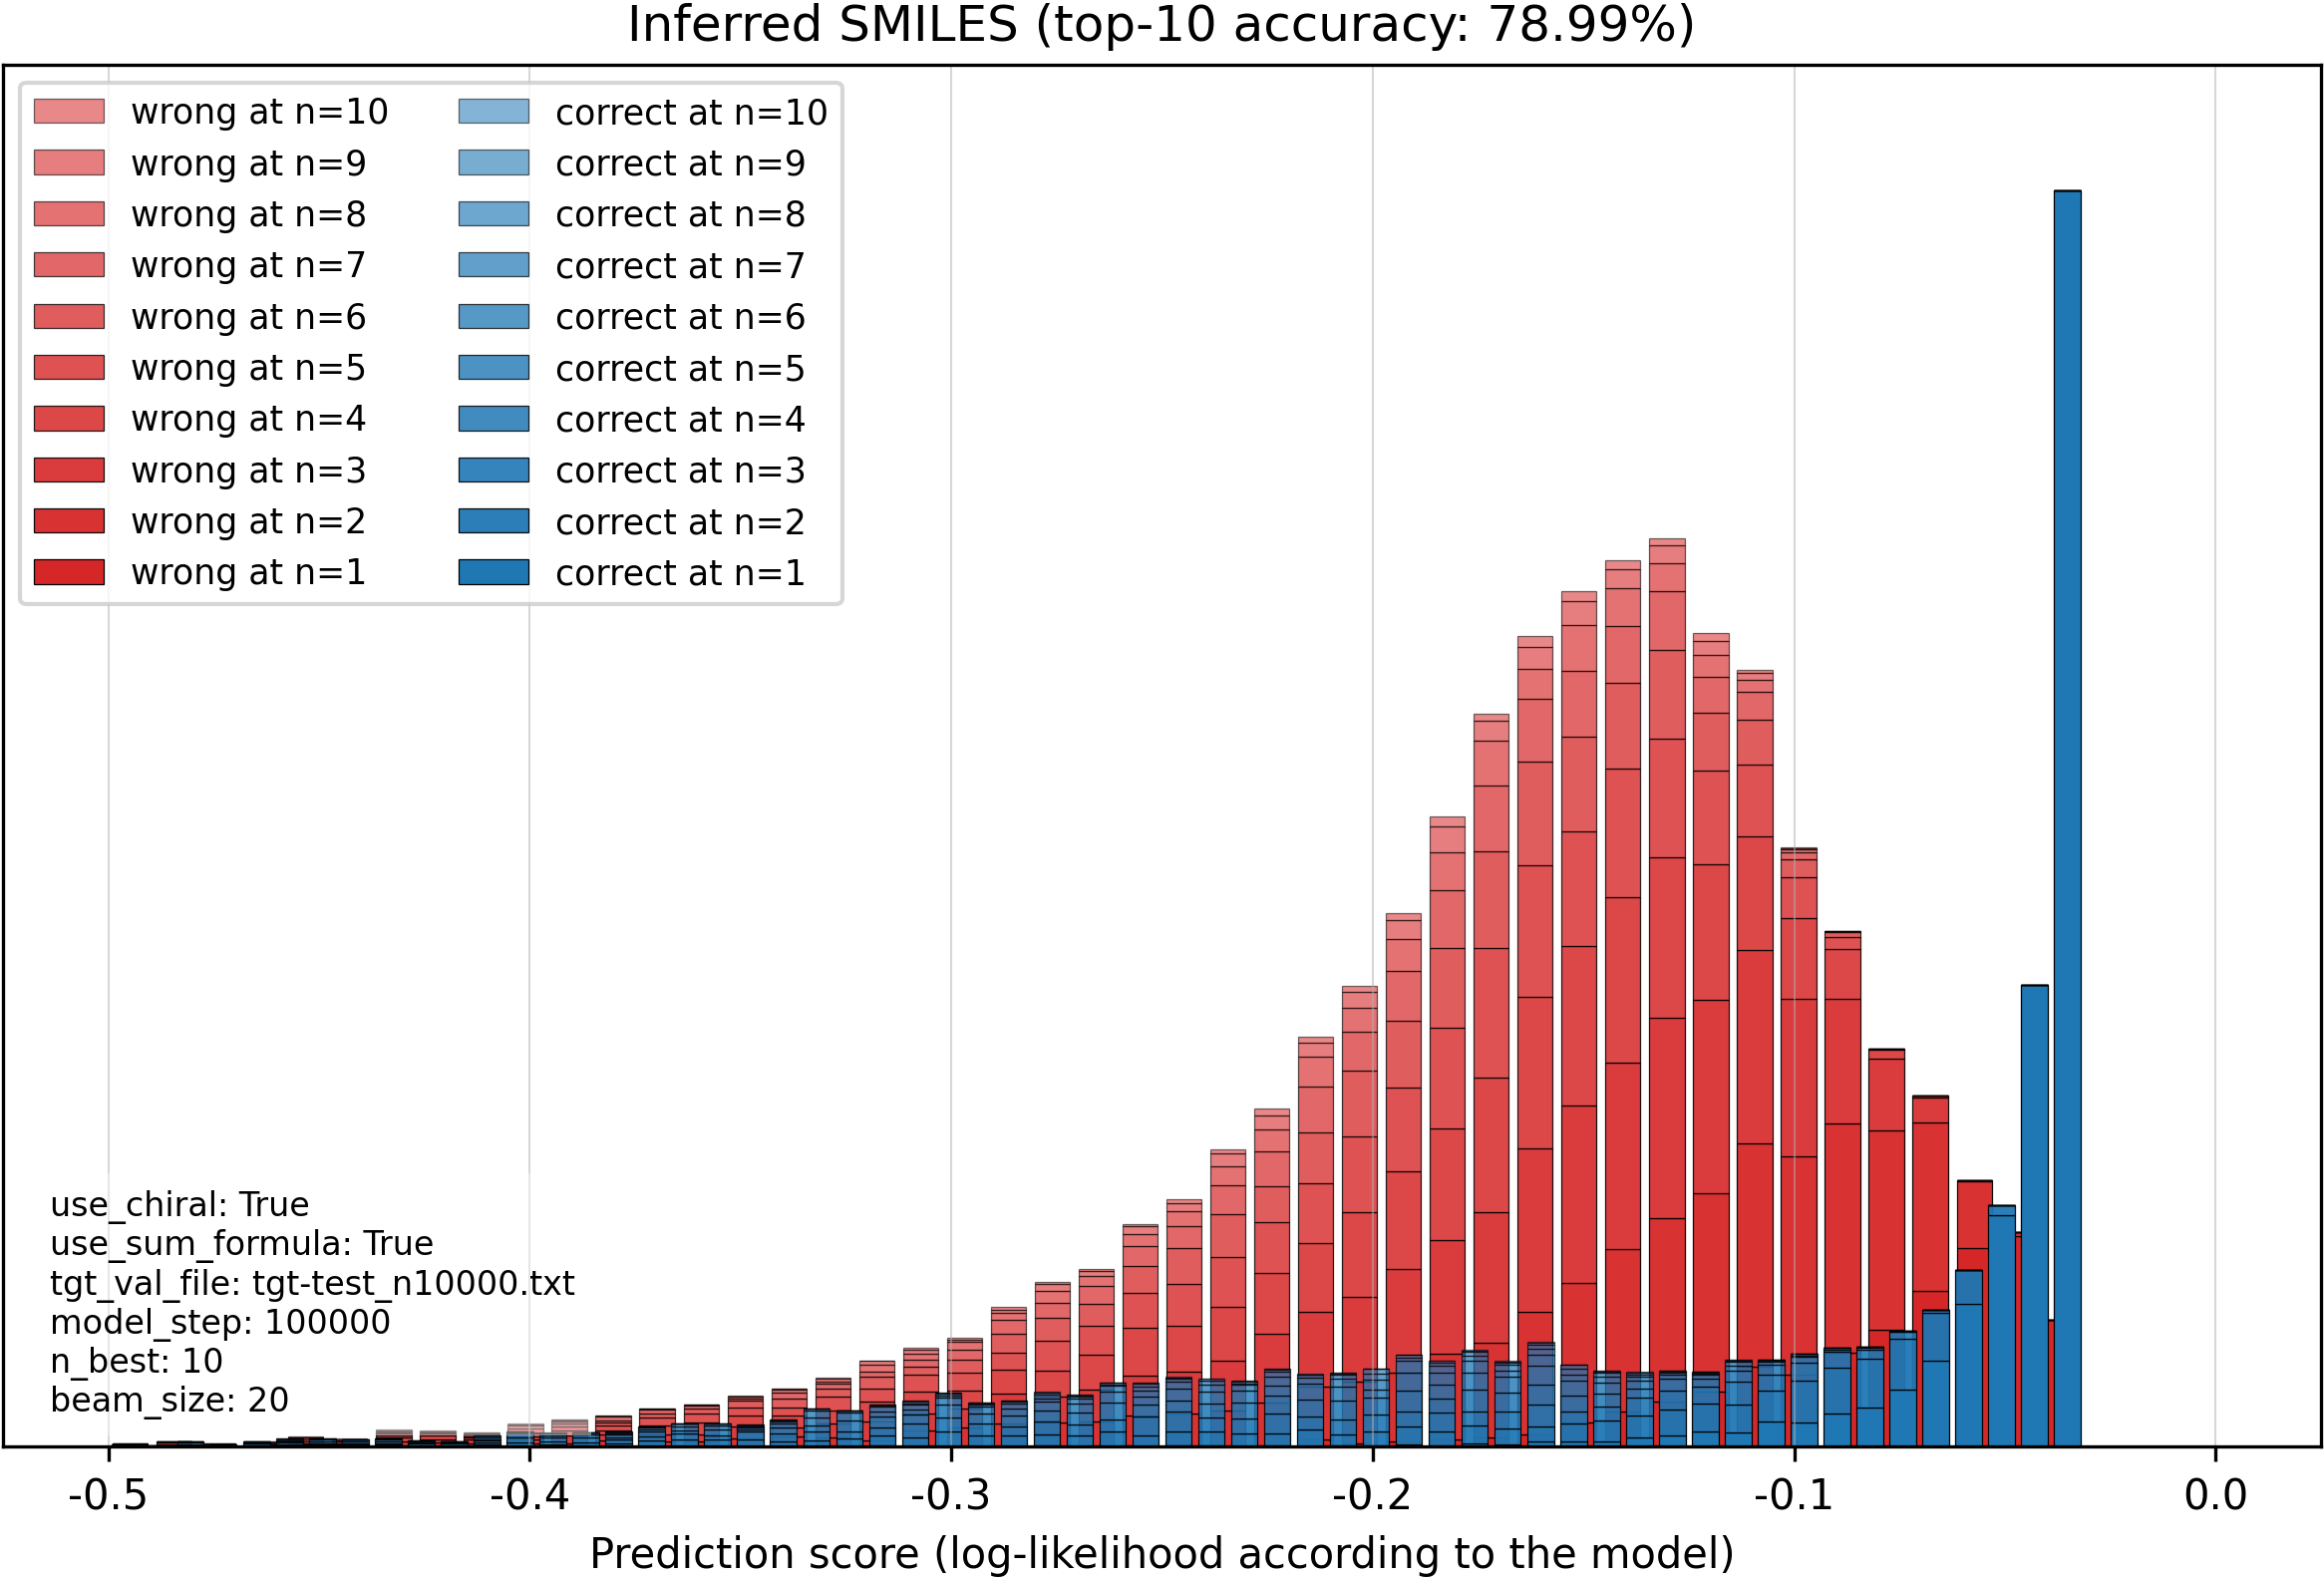 Inferred SMILES (top-10 accuracy: 78.99%)
wrong at n=10
wrong at n=9
wrong at n=8
wrong at n=7
wrong at n=6
wrong at n=5
wrong at n=4
wrong at n=3
wrong at n=2
wrong at n=1
correct at n=10
correct at n=9
correct at n=8
correct at n=7
correct at n=6
correct at n=5
correct at n=4
correct at n=3
correct at n=2
correct at n=1
use_chiral: True
use_sum_formula: True
tgt_val_file: tgt-test_n10000.txt
model_step: 100000
n_best: 10
beam_size: 20
-0.5 -0.4 -0.3 -0.2 -0.1 0.0
Prediction score (log-likelihood according to the model)